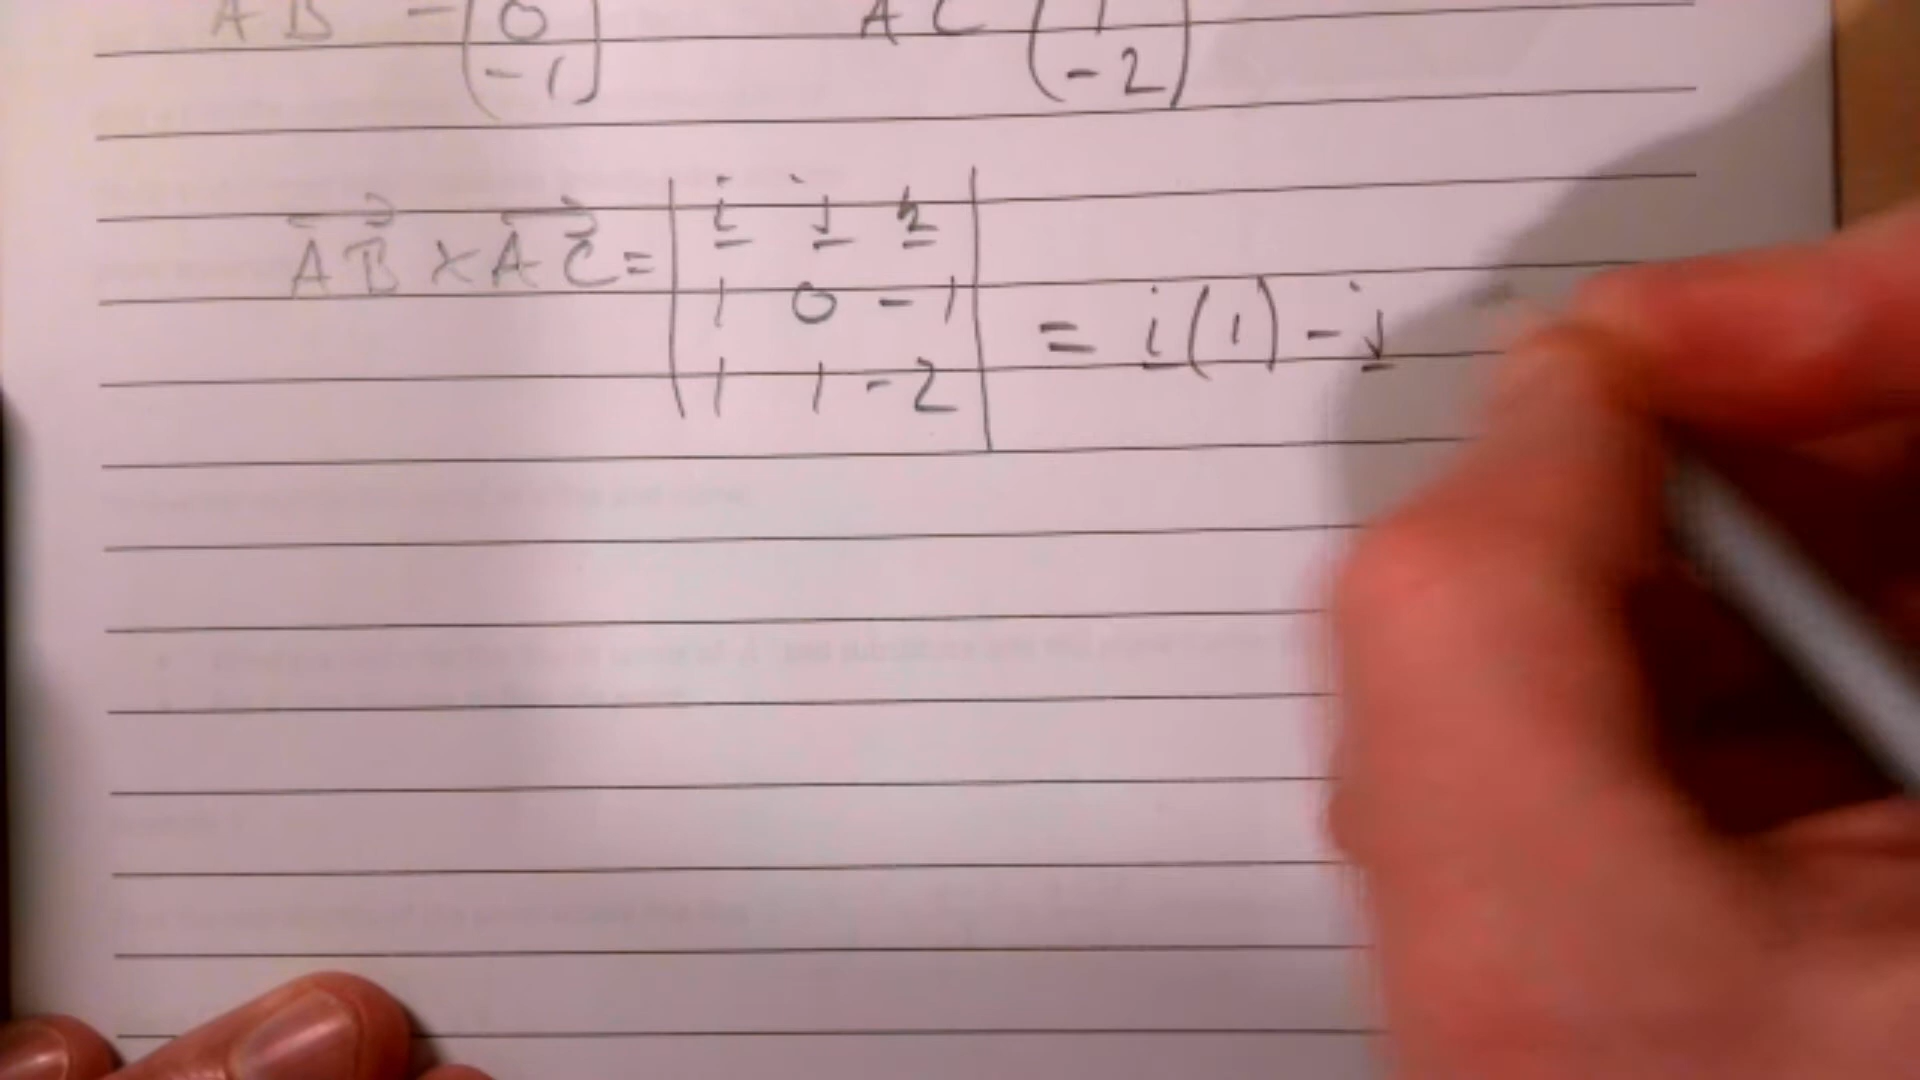 AB = (0 AC (1
-1) -2)
i j k
AB × AC = 1 0 -1 = i(1) - j
1 1 -2